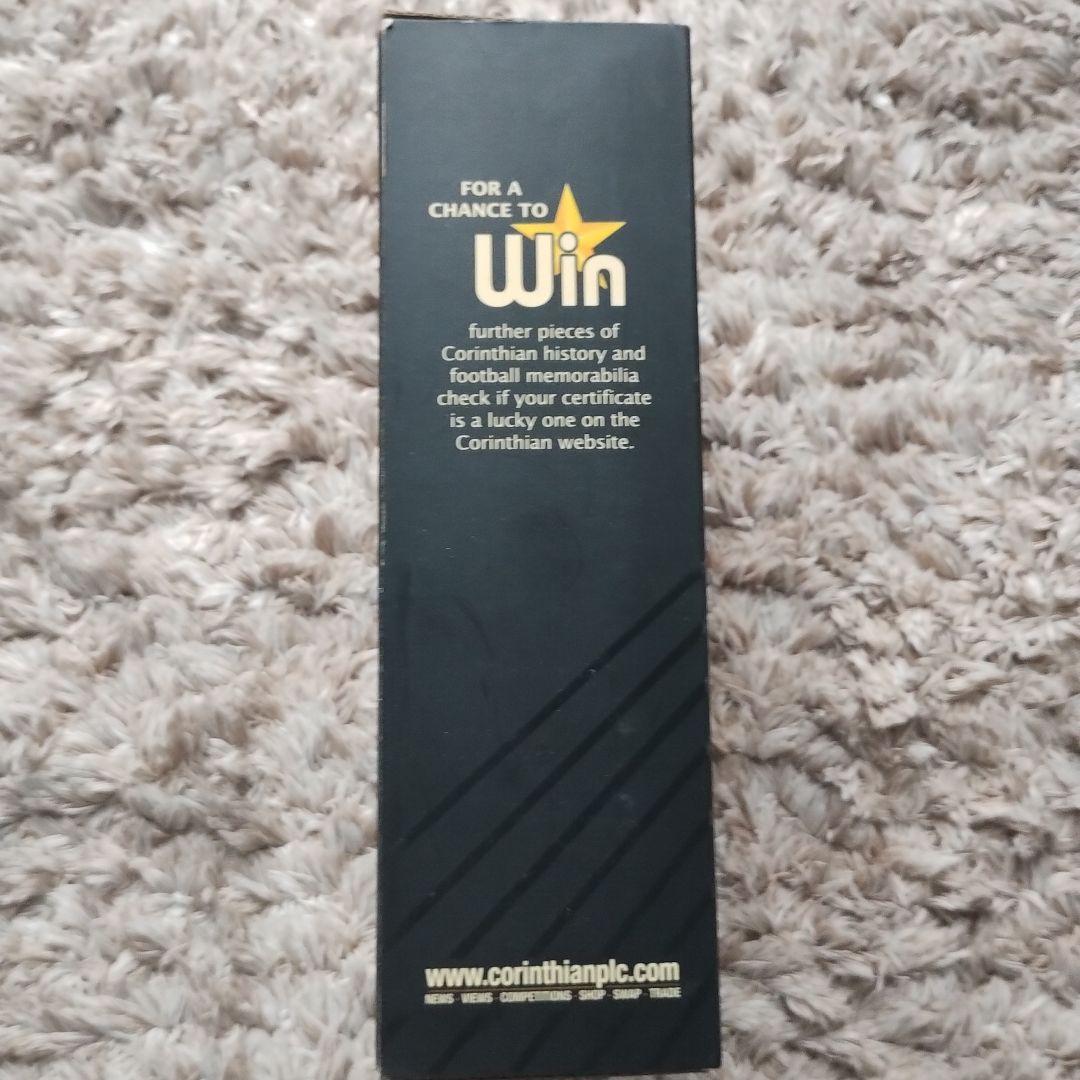 FOR A
CHANCE TO
Win
further pieces of
Corinthian history and
football memorabilia
check if your certificate
is a lucky one on the
Corinthian website.
www.corinthianplc.com
NEWS · VIEWS · COMPETITIONS · SHOP · SWAP · TRADE